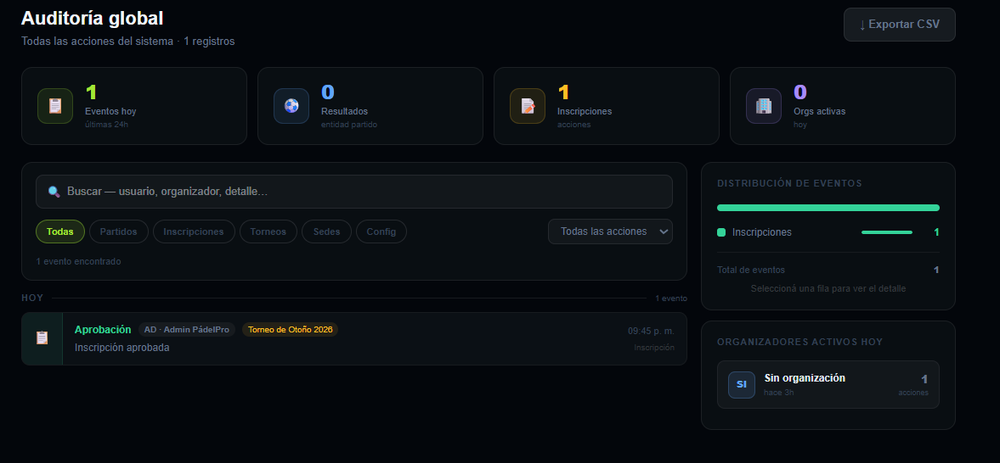 Auditoría global
Todas las acciones del sistema · 1 registros
↓ Exportar CSV
1
Eventos hoy
últimas 24h
0
Resultados
entidad partido
1
Inscripciones
acciones
0
Orgs activas
hoy
Buscar — usuario, organizador, detalle...
Todas
Partidos
Inscripciones
Torneos
Sedes
Config
Todas las acciones
1 evento encontrado
HOY
1 evento
Aprobación
AD · Admin PádelPro
Torneo de Otoño 2026
09:45 p. m.
Inscripción aprobada
Inscripción
DISTRIBUCIÓN DE EVENTOS
Inscripciones
1
Total de eventos
1
Seleccioná una fila para ver el detalle
ORGANIZADORES ACTIVOS HOY
SI
Sin organización
1
hace 3h
acciones